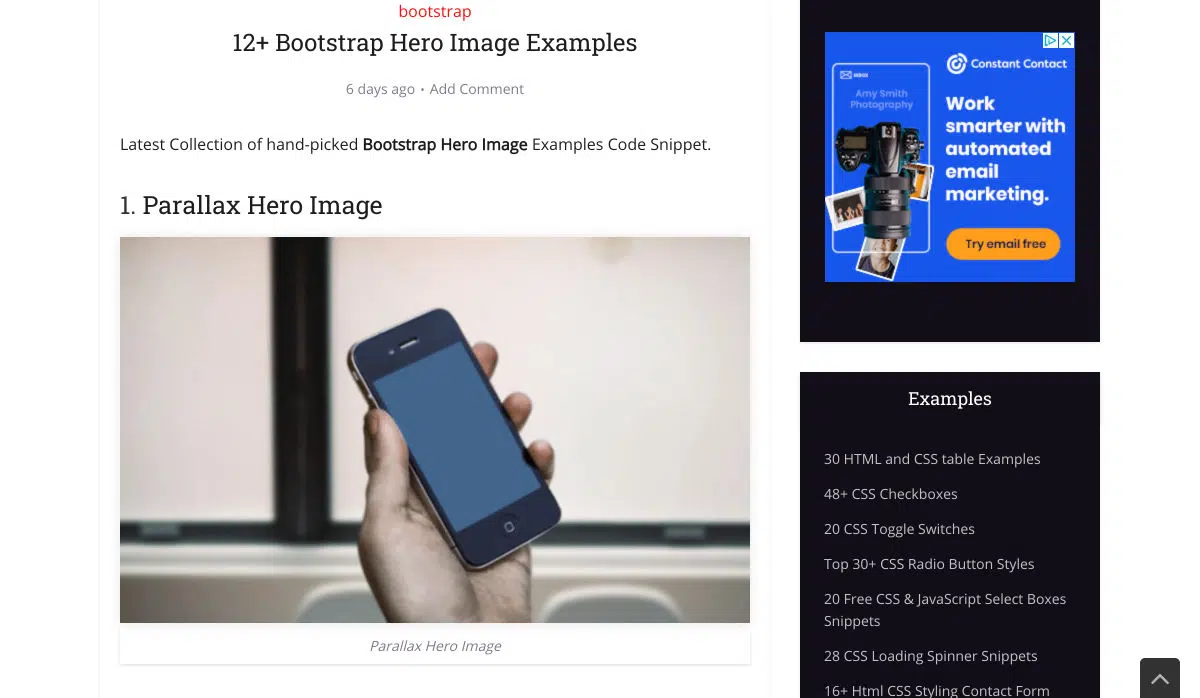 bootstrap
12+ Bootstrap Hero Image Examples
6 days ago • Add Comment
Latest Collection of hand-picked Bootstrap Hero Image Examples Code Snippet.
1. Parallax Hero Image
Parallax Hero Image
Constant Contact
INBOX
Amy Smith
Photography
Work
smarter with
automated
email
marketing.
Try email free
Examples
30 HTML and CSS table Examples
48+ CSS Checkboxes
20 CSS Toggle Switches
Top 30+ CSS Radio Button Styles
20 Free CSS & JavaScript Select Boxes
Snippets
28 CSS Loading Spinner Snippets
16+ Html CSS Styling Contact Form